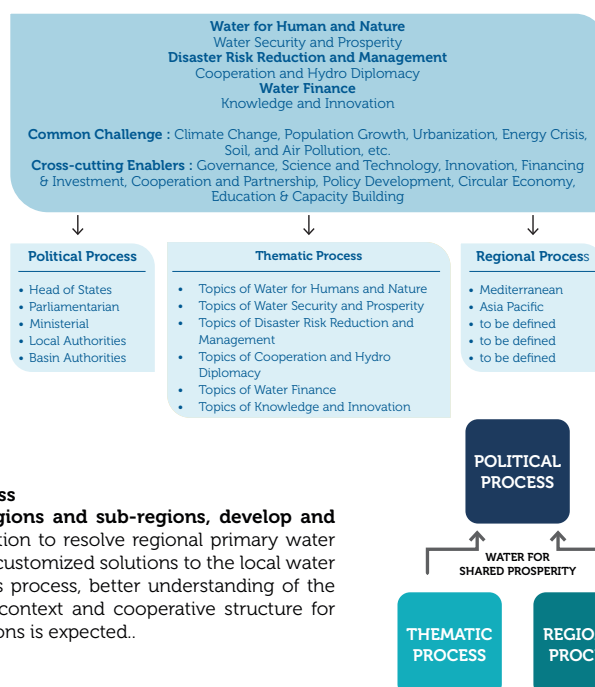 Water for Human and Nature
Water Security and Prosperity
Disaster Risk Reduction and Management
Cooperation and Hydro Diplomacy
Water Finance
Knowledge and Innovation
Common Challenge : Climate Change, Population Growth, Urbanization, Energy Crisis,
Soil, and Air Pollution, etc.
Cross-cutting Enablers : Governance, Science and Technology, Innovation, Financing
& Investment, Cooperation and Partnership, Policy Development, Circular Economy,
Education & Capacity Building
Political Process
• Head of States
• Parliamentarian
• Ministerial
• Local Authorities
• Basin Authorities
Thematic Process
• Topics of Water for Humans and Nature
• Topics of Water Security and Prosperity
• Topics of Disaster Risk Reduction and
Management
• Topics of Cooperation and Hydro
Diplomacy
• Topics of Water Finance
• Topics of Knowledge and Innovation
Regional Process
• Mediterranean
• Asia Pacific
• to be defined
• to be defined
• to be defined
ss
gions and sub-regions, develop and
tion to resolve regional primary water
customized solutions to the local water
s process, better understanding of the
context and cooperative structure for
ons is expected..
POLITICAL
PROCESS
WATER FOR
SHARED PROSPERITY
THEMATIC
PROCESS
REGIO
PROC